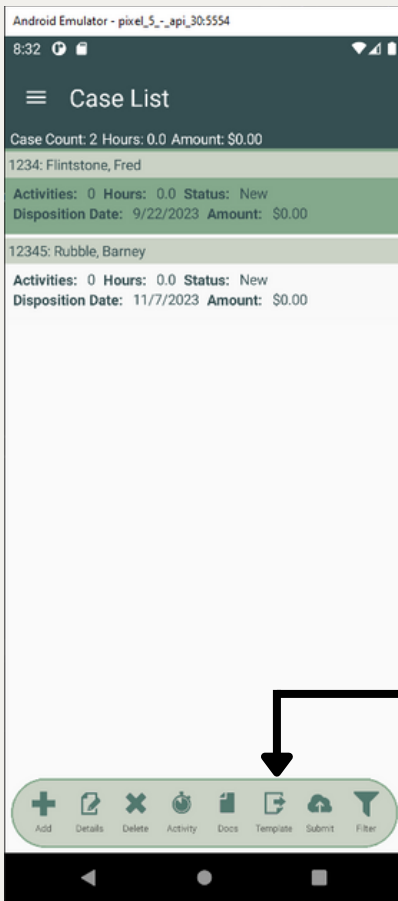 Android Emulator - pixel_5_-_api_30:5554
8:32
Case List
Case Count: 2 Hours: 0.0 Amount: $0.00
1234: Flintstone, Fred
Activities: 0 Hours: 0.0 Status: New
Disposition Date: 9/22/2023 Amount: $0.00
12345: Rubble, Barney
Activities: 0 Hours: 0.0 Status: New
Disposition Date: 11/7/2023 Amount: $0.00
Add Details Delete Activity Docs Template Submit Filter